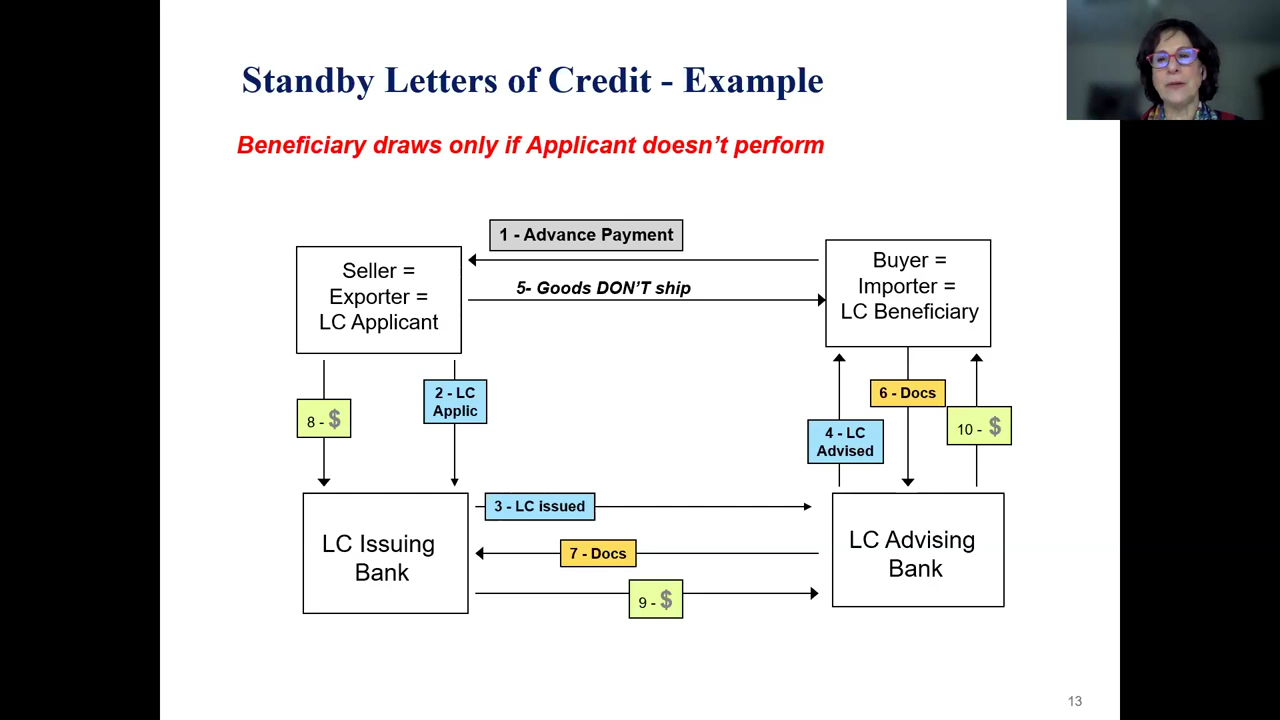 Standby Letters of Credit - Example
Beneficiary draws only if Applicant doesn’t perform
1 - Advance Payment
Seller =
Exporter =
LC Applicant
5- Goods DON’T ship
Buyer =
Importer =
LC Beneficiary
8 - $
2 - LC
Applic
4 - LC
Advised
6 - Docs
10 - $
LC Issuing
Bank
3 - LC issued
7 - Docs
9 - $
LC Advising
Bank
13